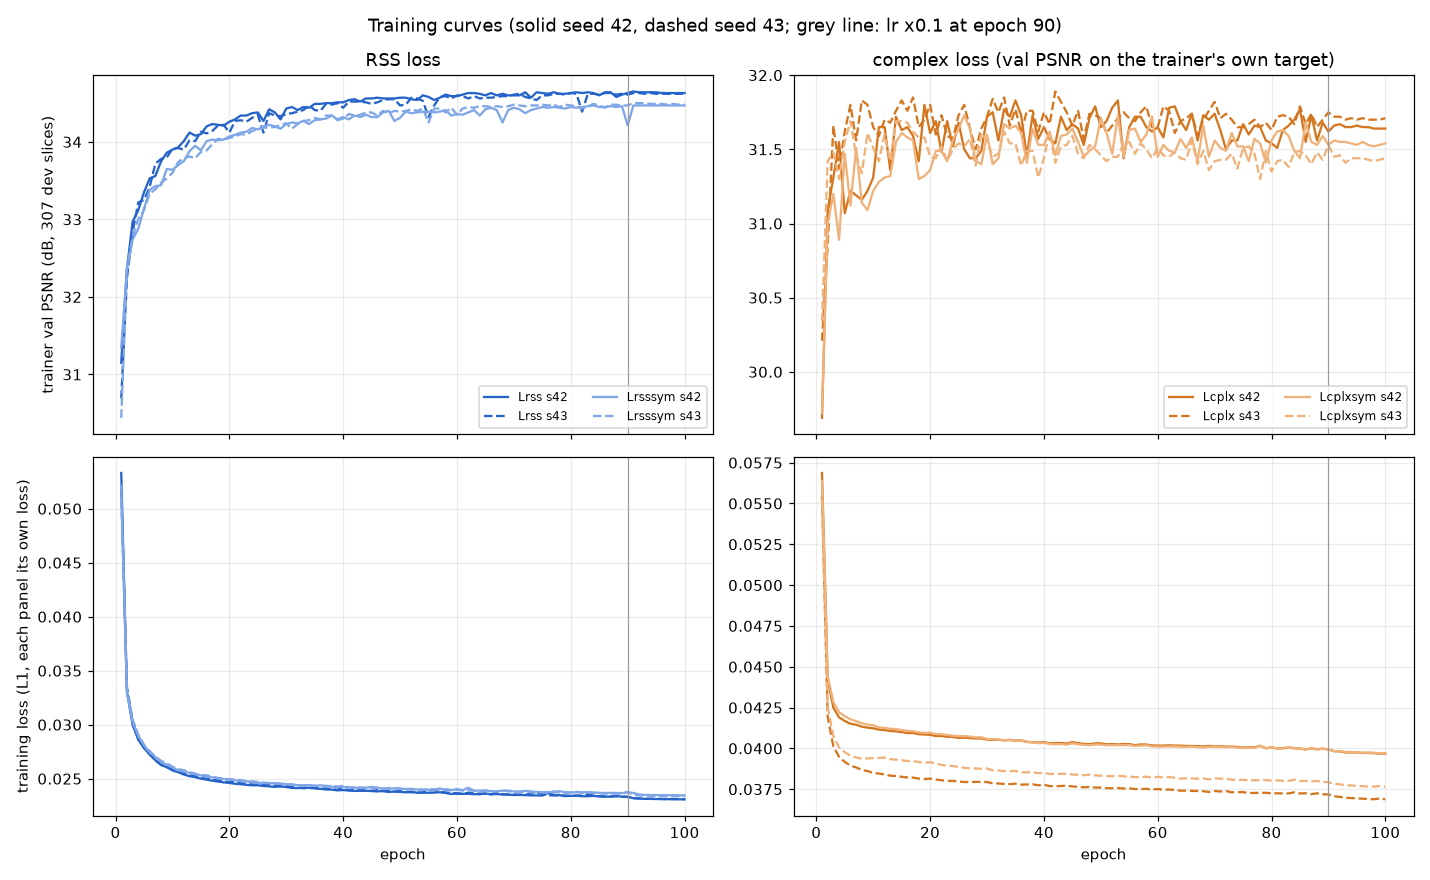 Training curves (solid seed 42, dashed seed 43; grey line: lr x0.1 at epoch 90)
RSS loss
complex loss (val PSNR on the trainer's own target)
trainer val PSNR (dB, 307 dev slices)
34
33
32
31
Lrss s42
Lrss s43
Lrsssym s42
Lrsssym s43
32.0
31.5
31.0
30.5
30.0
Lcplx s42
Lcplx s43
Lcplxsym s42
Lcplxsym s43
training loss (L1, each panel its own loss)
0.050
0.045
0.040
0.035
0.030
0.025
0 20 40 60 80 100
epoch
0.0575
0.0550
0.0525
0.0500
0.0475
0.0450
0.0425
0.0400
0.0375
0 20 40 60 80 100
epoch